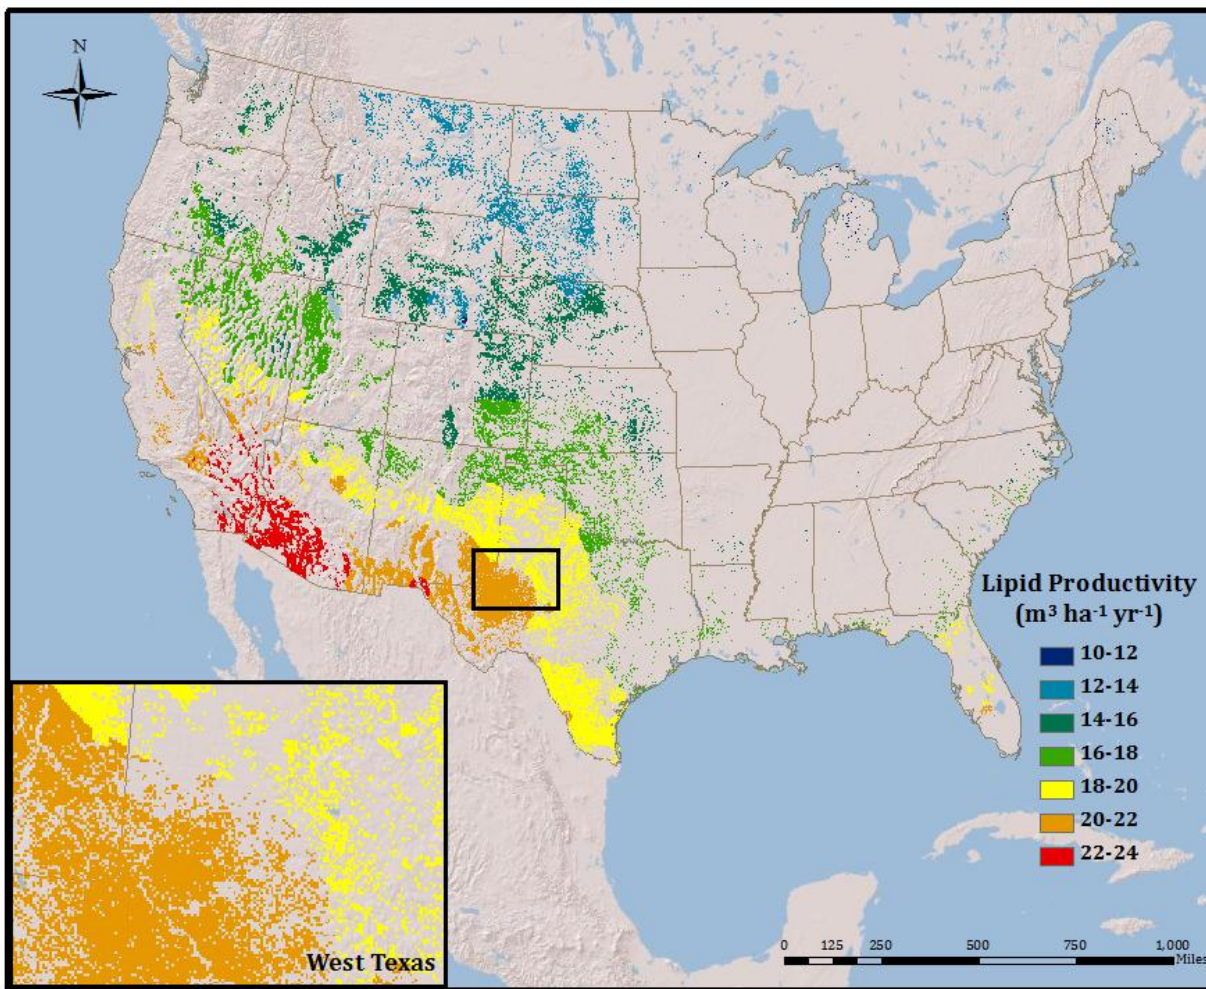 N
Lipid Productivity
(m³ ha⁻¹ yr⁻¹)
10-12
12-14
14-16
16-18
18-20
20-22
22-24
West Texas
0 125 250 500 750 1,000
Miles